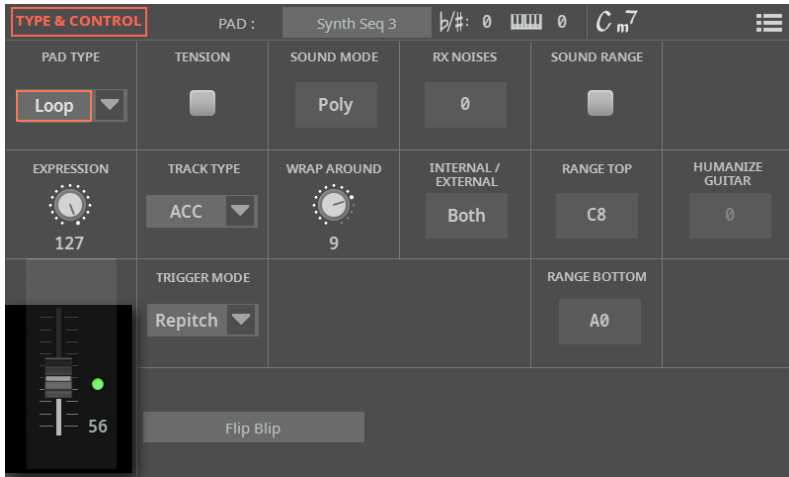 TYPE & CONTROL PAD : Synth Seq 3 ♭/#: 0 0 Cm7
PAD TYPE TENSION SOUND MODE RX NOISES SOUND RANGE
Loop Poly 0
EXPRESSION TRACK TYPE WRAP AROUND INTERNAL / EXTERNAL RANGE TOP HUMANIZE GUITAR
127 ACC 9 Both C8 0
TRIGGER MODE RANGE BOTTOM
Repitch A0
56 Flip Blip